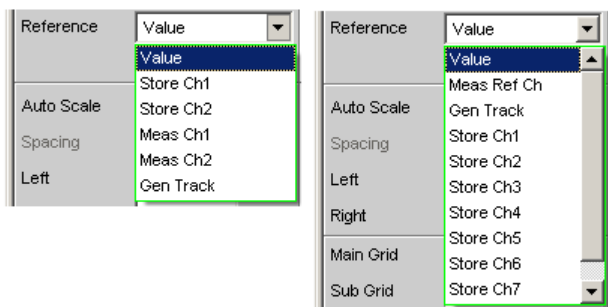 Reference Value
Value
Store Ch1
Auto Scale Store Ch2
Spacing Meas Ch1
Meas Ch2
Left Gen Track
Reference Value
Value
Meas Ref Ch
Auto Scale Gen Track
Spacing Store Ch1
Store Ch2
Left Store Ch3
Right Store Ch4
Store Ch5
Main Grid Store Ch6
Sub Grid Store Ch7